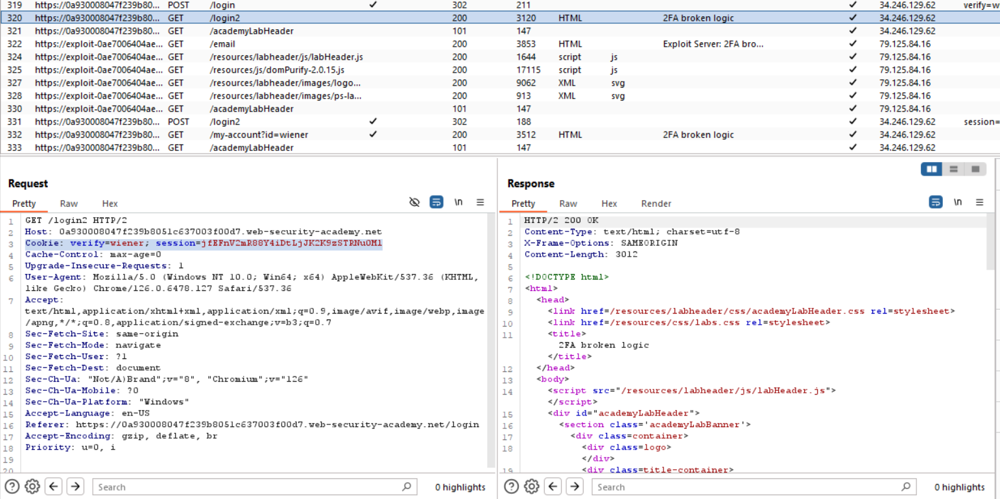 319 https://0a930008047f239b80... POST /login ✓ 302 211 ✓ 34.246.129.62 verify=w
320 https://0a930008047f239b80... GET /login2 200 3120 HTML 2FA broken logic ✓ 34.246.129.62
321 https://0a930008047f239b80... GET /academyLabHeader 101 147 ✓ 34.246.129.62
322 https://exploit-0ae7006404ae... GET /email 200 3853 HTML Exploit Server: 2FA bro... ✓ 79.125.84.16
324 https://exploit-0ae7006404ae... GET /resources/labheader/js/labHeader.js 200 1644 script js ✓ 79.125.84.16
325 https://exploit-0ae7006404ae... GET /resources/js/domPurify-2.0.15.js 200 17115 script js ✓ 79.125.84.16
327 https://exploit-0ae7006404ae... GET /resources/labheader/images/logo... 200 9062 XML svg ✓ 79.125.84.16
328 https://exploit-0ae7006404ae... GET /resources/labheader/images/ps-la... 200 913 XML svg ✓ 79.125.84.16
330 https://exploit-0ae7006404ae... GET /academyLabHeader 101 147 ✓ 79.125.84.16
331 https://0a930008047f239b80... POST /login2 ✓ 302 188 ✓ 34.246.129.62 session=
332 https://0a930008047f239b80... GET /my-account?id=wiener ✓ 200 3512 HTML 2FA broken logic ✓ 34.246.129.62
333 https://0a930008047f239b80... GET /academyLabHeader 101 147 ✓ 34.246.129.62
Request
Pretty Raw Hex \n
1 GET /login2 HTTP/2
2 Host: 0a930008047f239b8051c637003f00d7.web-security-academy.net
3 Cookie: verify=wiener; session=jfEFnV2mR88Y4iDtLjJK2K9zSTRNuOM1
4 Cache-Control: max-age=0
5 Upgrade-Insecure-Requests: 1
6 User-Agent: Mozilla/5.0 (Windows NT 10.0; Win64; x64) AppleWebKit/537.36 (KHTML,
like Gecko) Chrome/126.0.6478.127 Safari/537.36
7 Accept:
text/html,application/xhtml+xml,application/xml;q=0.9,image/avif,image/webp,image
/apng,*/*;q=0.8,application/signed-exchange;v=b3;q=0.7
8 Sec-Fetch-Site: same-origin
9 Sec-Fetch-Mode: navigate
10 Sec-Fetch-User: ?1
11 Sec-Fetch-Dest: document
12 Sec-Ch-Ua: "Not/A)Brand";v="8", "Chromium";v="126"
13 Sec-Ch-Ua-Mobile: ?0
14 Sec-Ch-Ua-Platform: "Windows"
15 Accept-Language: en-US
16 Referer: https://0a930008047f239b8051c637003f00d7.web-security-academy.net/login
17 Accept-Encoding: gzip, deflate, br
18 Priority: u=0, i
19
20
Search 0 highlights
Response
Pretty Raw Hex Render \n
1 HTTP/2 200 OK
2 Content-Type: text/html; charset=utf-8
3 X-Frame-Options: SAMEORIGIN
4 Content-Length: 3012
5
6 <!DOCTYPE html>
7 <html>
8 <head>
9 <link href=/resources/labheader/css/academyLabHeader.css rel=stylesheet>
10 <link href=/resources/css/labs.css rel=stylesheet>
11 <title>
2FA broken logic
</title>
12 </head>
13 <body>
14 <script src="/resources/labheader/js/labHeader.js">
</script>
15 <div id="academyLabHeader">
16 <section class='academyLabBanner'>
17 <div class=container>
18 <div class=logo>
</div>
19 <div class=title-container>
Search 0 highlights